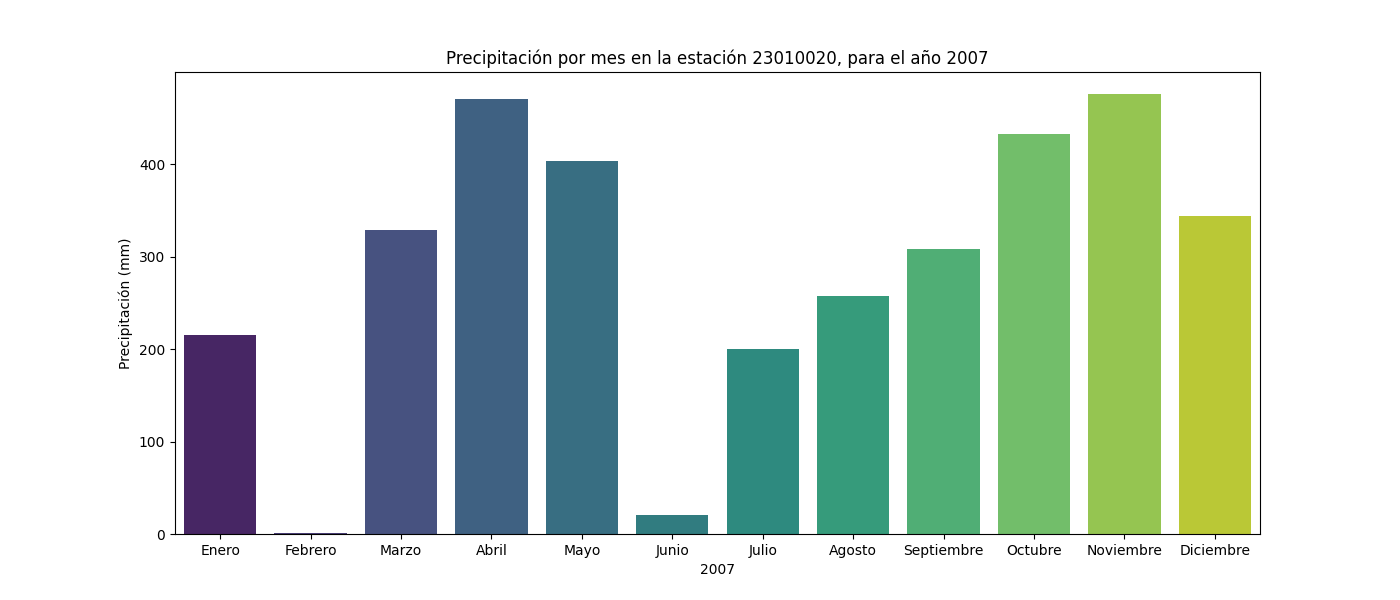 Precipitación por mes en la estación 23010020, para el año 2007
Precipitación (mm)
400
300
200
100
0
Enero Febrero Marzo Abril Mayo Junio Julio Agosto Septiembre Octubre Noviembre Diciembre
2007